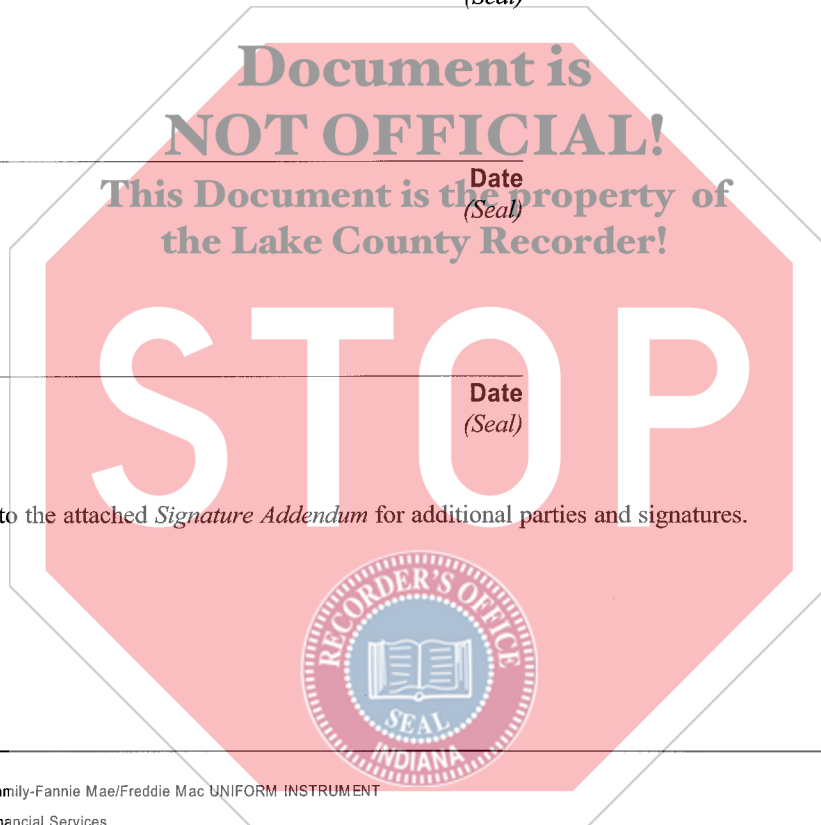 (Seal)
Document is
NOT OFFICIAL!
Date
This Document is the property of
(Seal)
the Lake County Recorder!
STOP
Date
(Seal)
to the attached Signature Addendum for additional parties and signatures.
RECORDER'S OFFICE
SEAL
INDIANA
Fannie Mae/Freddie Mac UNIFORM INSTRUMENT
Services